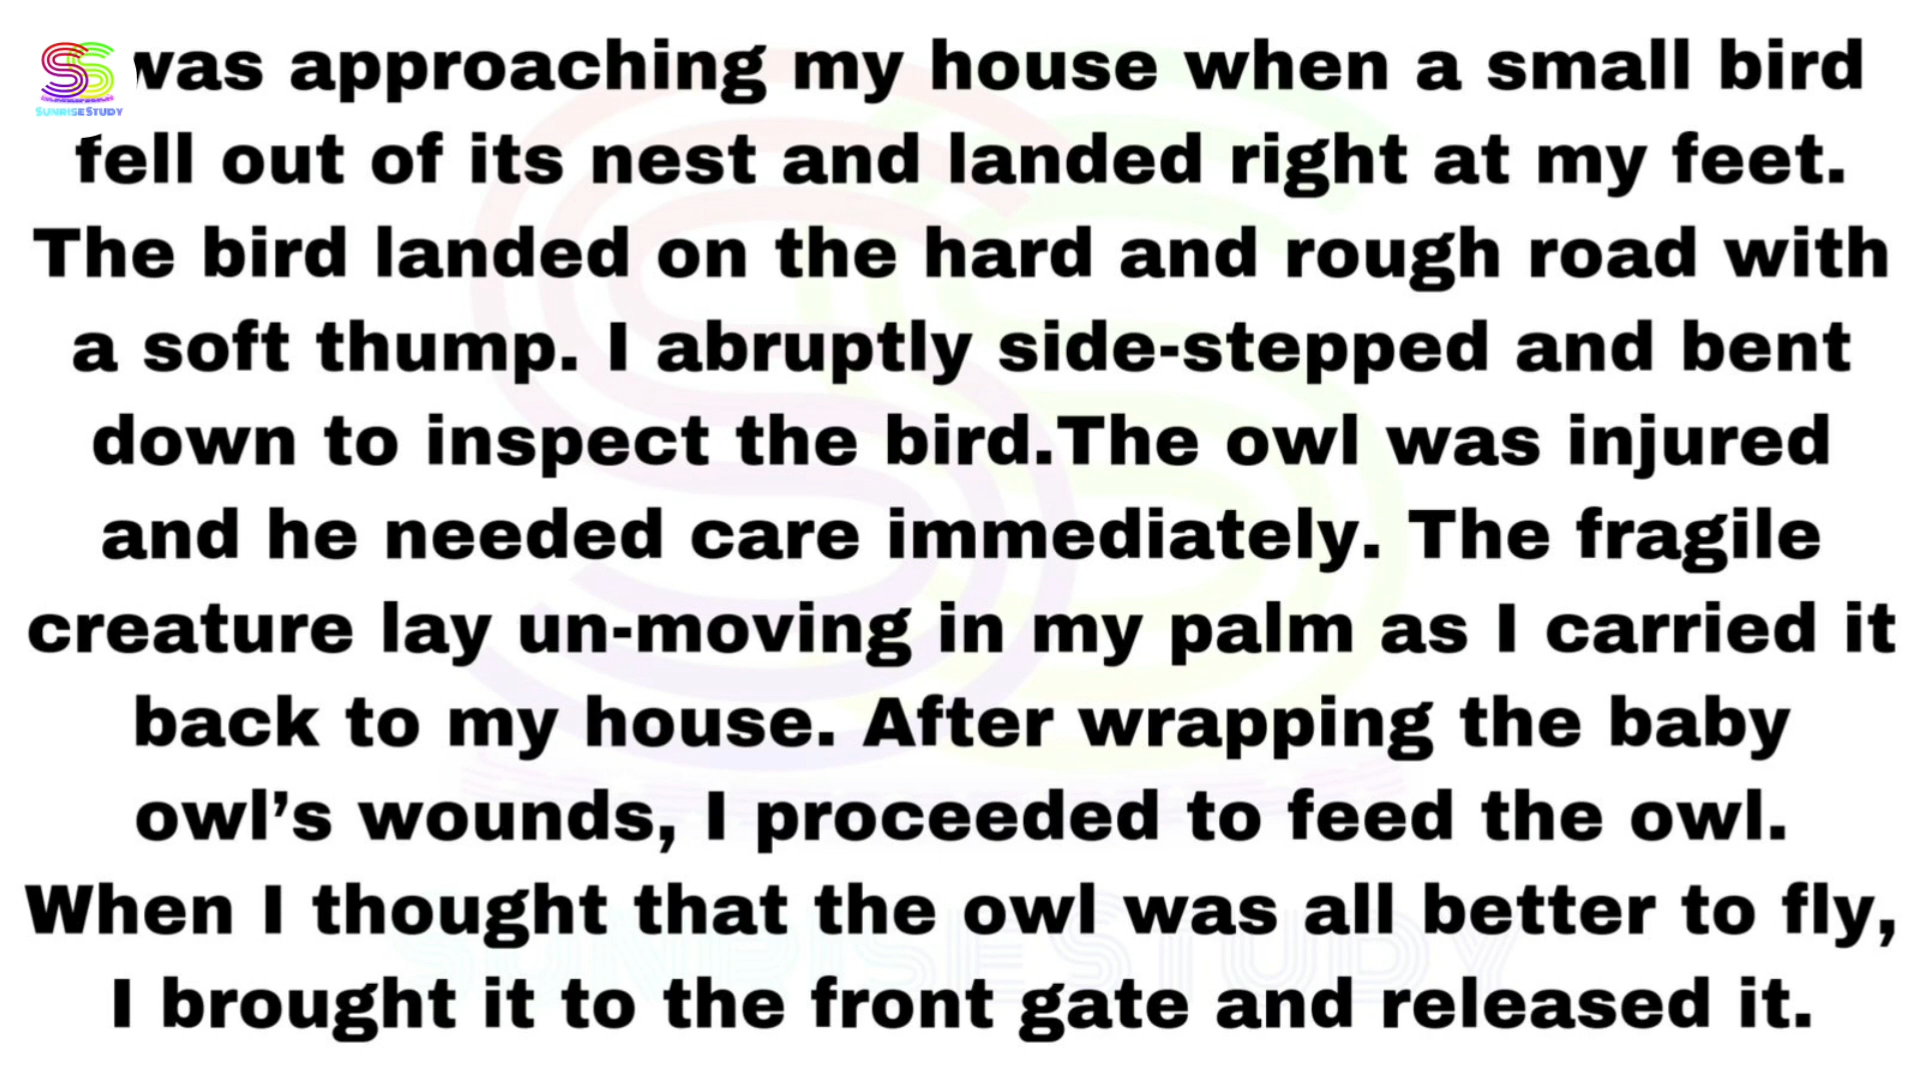 SUNRISESTUDY
was approaching my house when a small bird
fell out of its nest and landed right at my feet.
The bird landed on the hard and rough road with
a soft thump. I abruptly side-stepped and bent
down to inspect the bird.The owl was injured
and he needed care immediately. The fragile
creature lay un-moving in my palm as I carried it
back to my house. After wrapping the baby
owl’s wounds, I proceeded to feed the owl.
When I thought that the owl was all better to fly,
I brought it to the front gate and released it.
SUNRISESTUDY